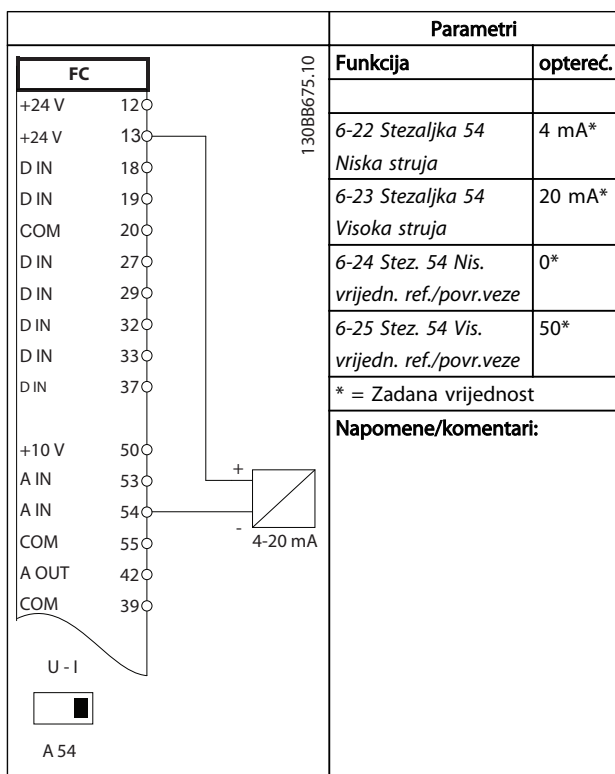 FC
+24 V 12
+24 V 13
D IN 18
D IN 19
COM 20
D IN 27
D IN 29
D IN 32
D IN 33
D IN 37
+10 V 50
A IN 53
A IN 54
COM 55
A OUT 42
COM 39
U - I
A 54
+
-
4-20 mA
130BB675.10
Parametri
Funkcija optereć.
6-22 Stezaljka 54 4 mA*
Niska struja
6-23 Stezaljka 54 20 mA*
Visoka struja
6-24 Stez. 54 Nis. 0*
vrijedn. ref./povr.veze
6-25 Stez. 54 Vis. 50*
vrijedn. ref./povr.veze
* = Zadana vrijednost
Napomene/komentari: